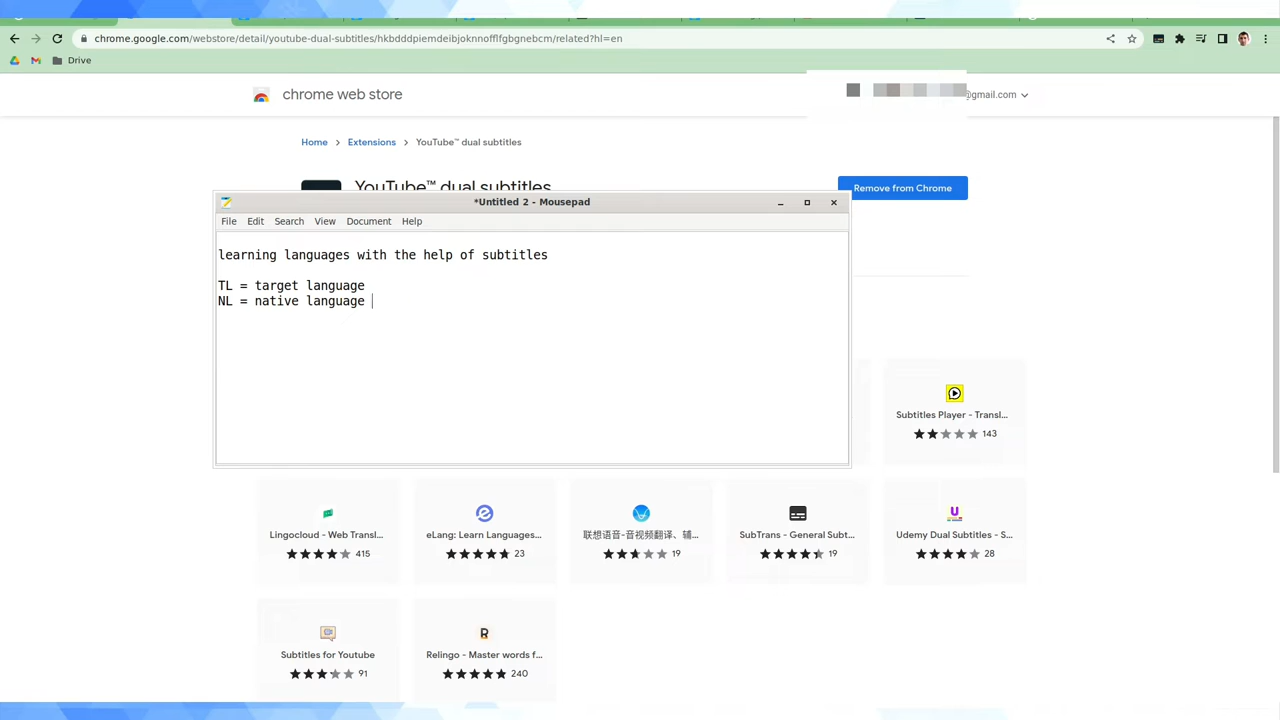 chrome.google.com/webstore/detail/youtube-dual-subtitles/hkbdddpiemdeibjoknnofflfgbgnebcm/related?hl=en
Drive
chrome web store
@gmail.com
Home > Extensions > YouTube™ dual subtitles
YouTube™ dual subtitles
Remove from Chrome
*Untitled 2 - Mousepad
File Edit Search View Document Help
learning languages with the help of subtitles
TL = target language
NL = native language
Subtitles Player - Transl...
143
Lingocloud - Web Transl...
415
eLang: Learn Languages...
23
联想语音-音视频翻译、辅...
19
SubTrans - General Subt...
19
Udemy Dual Subtitles - S...
28
Subtitles for Youtube
91
Relingo - Master words f...
240